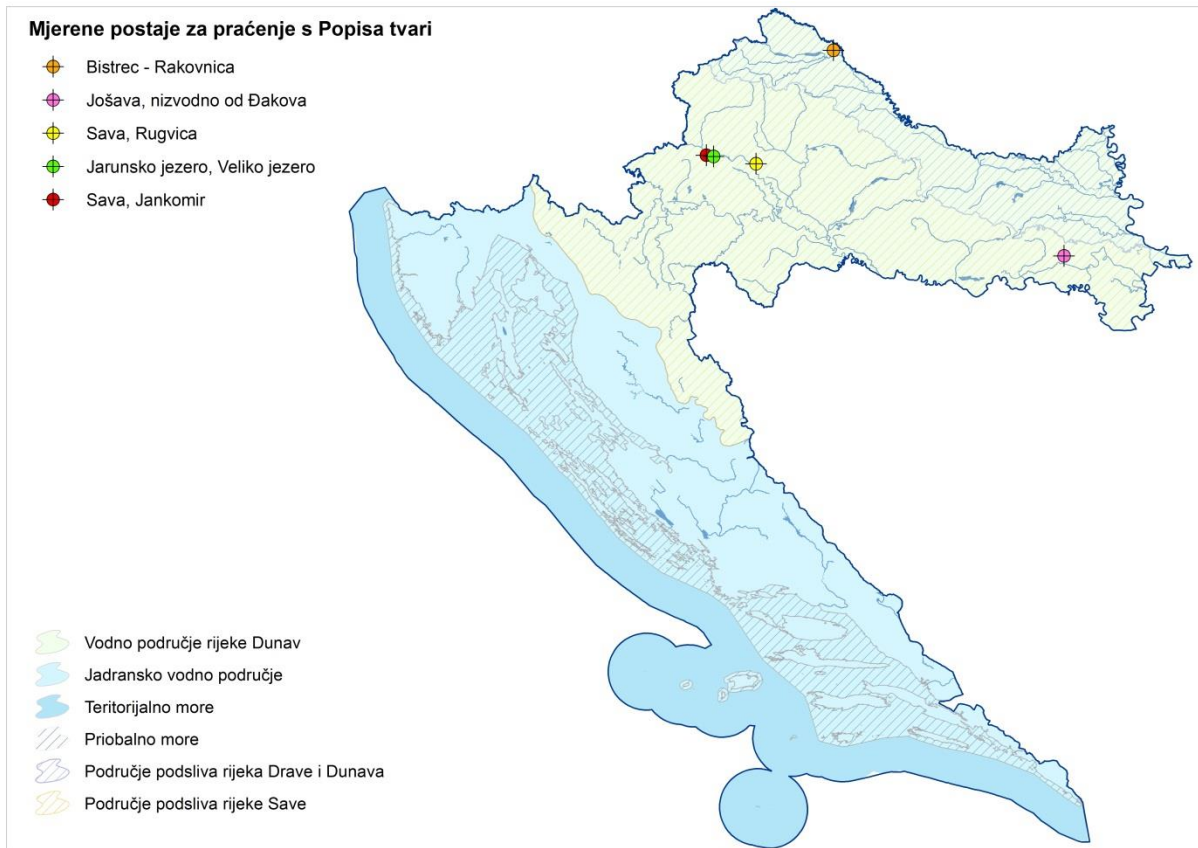 Mjerene postaje za praćenje s Popisa tvari
Bistrec - Rakovnica
Jošava, nizvodno od Đakova
Sava, Rugvica
Jarunsko jezero, Veliko jezero
Sava, Jankomir
Vodno područje rijeke Dunav
Jadransko vodno područje
Teritorijalno more
Priobalno more
Područje podsliva rijeka Drave i Dunava
Područje podsliva rijeke Save